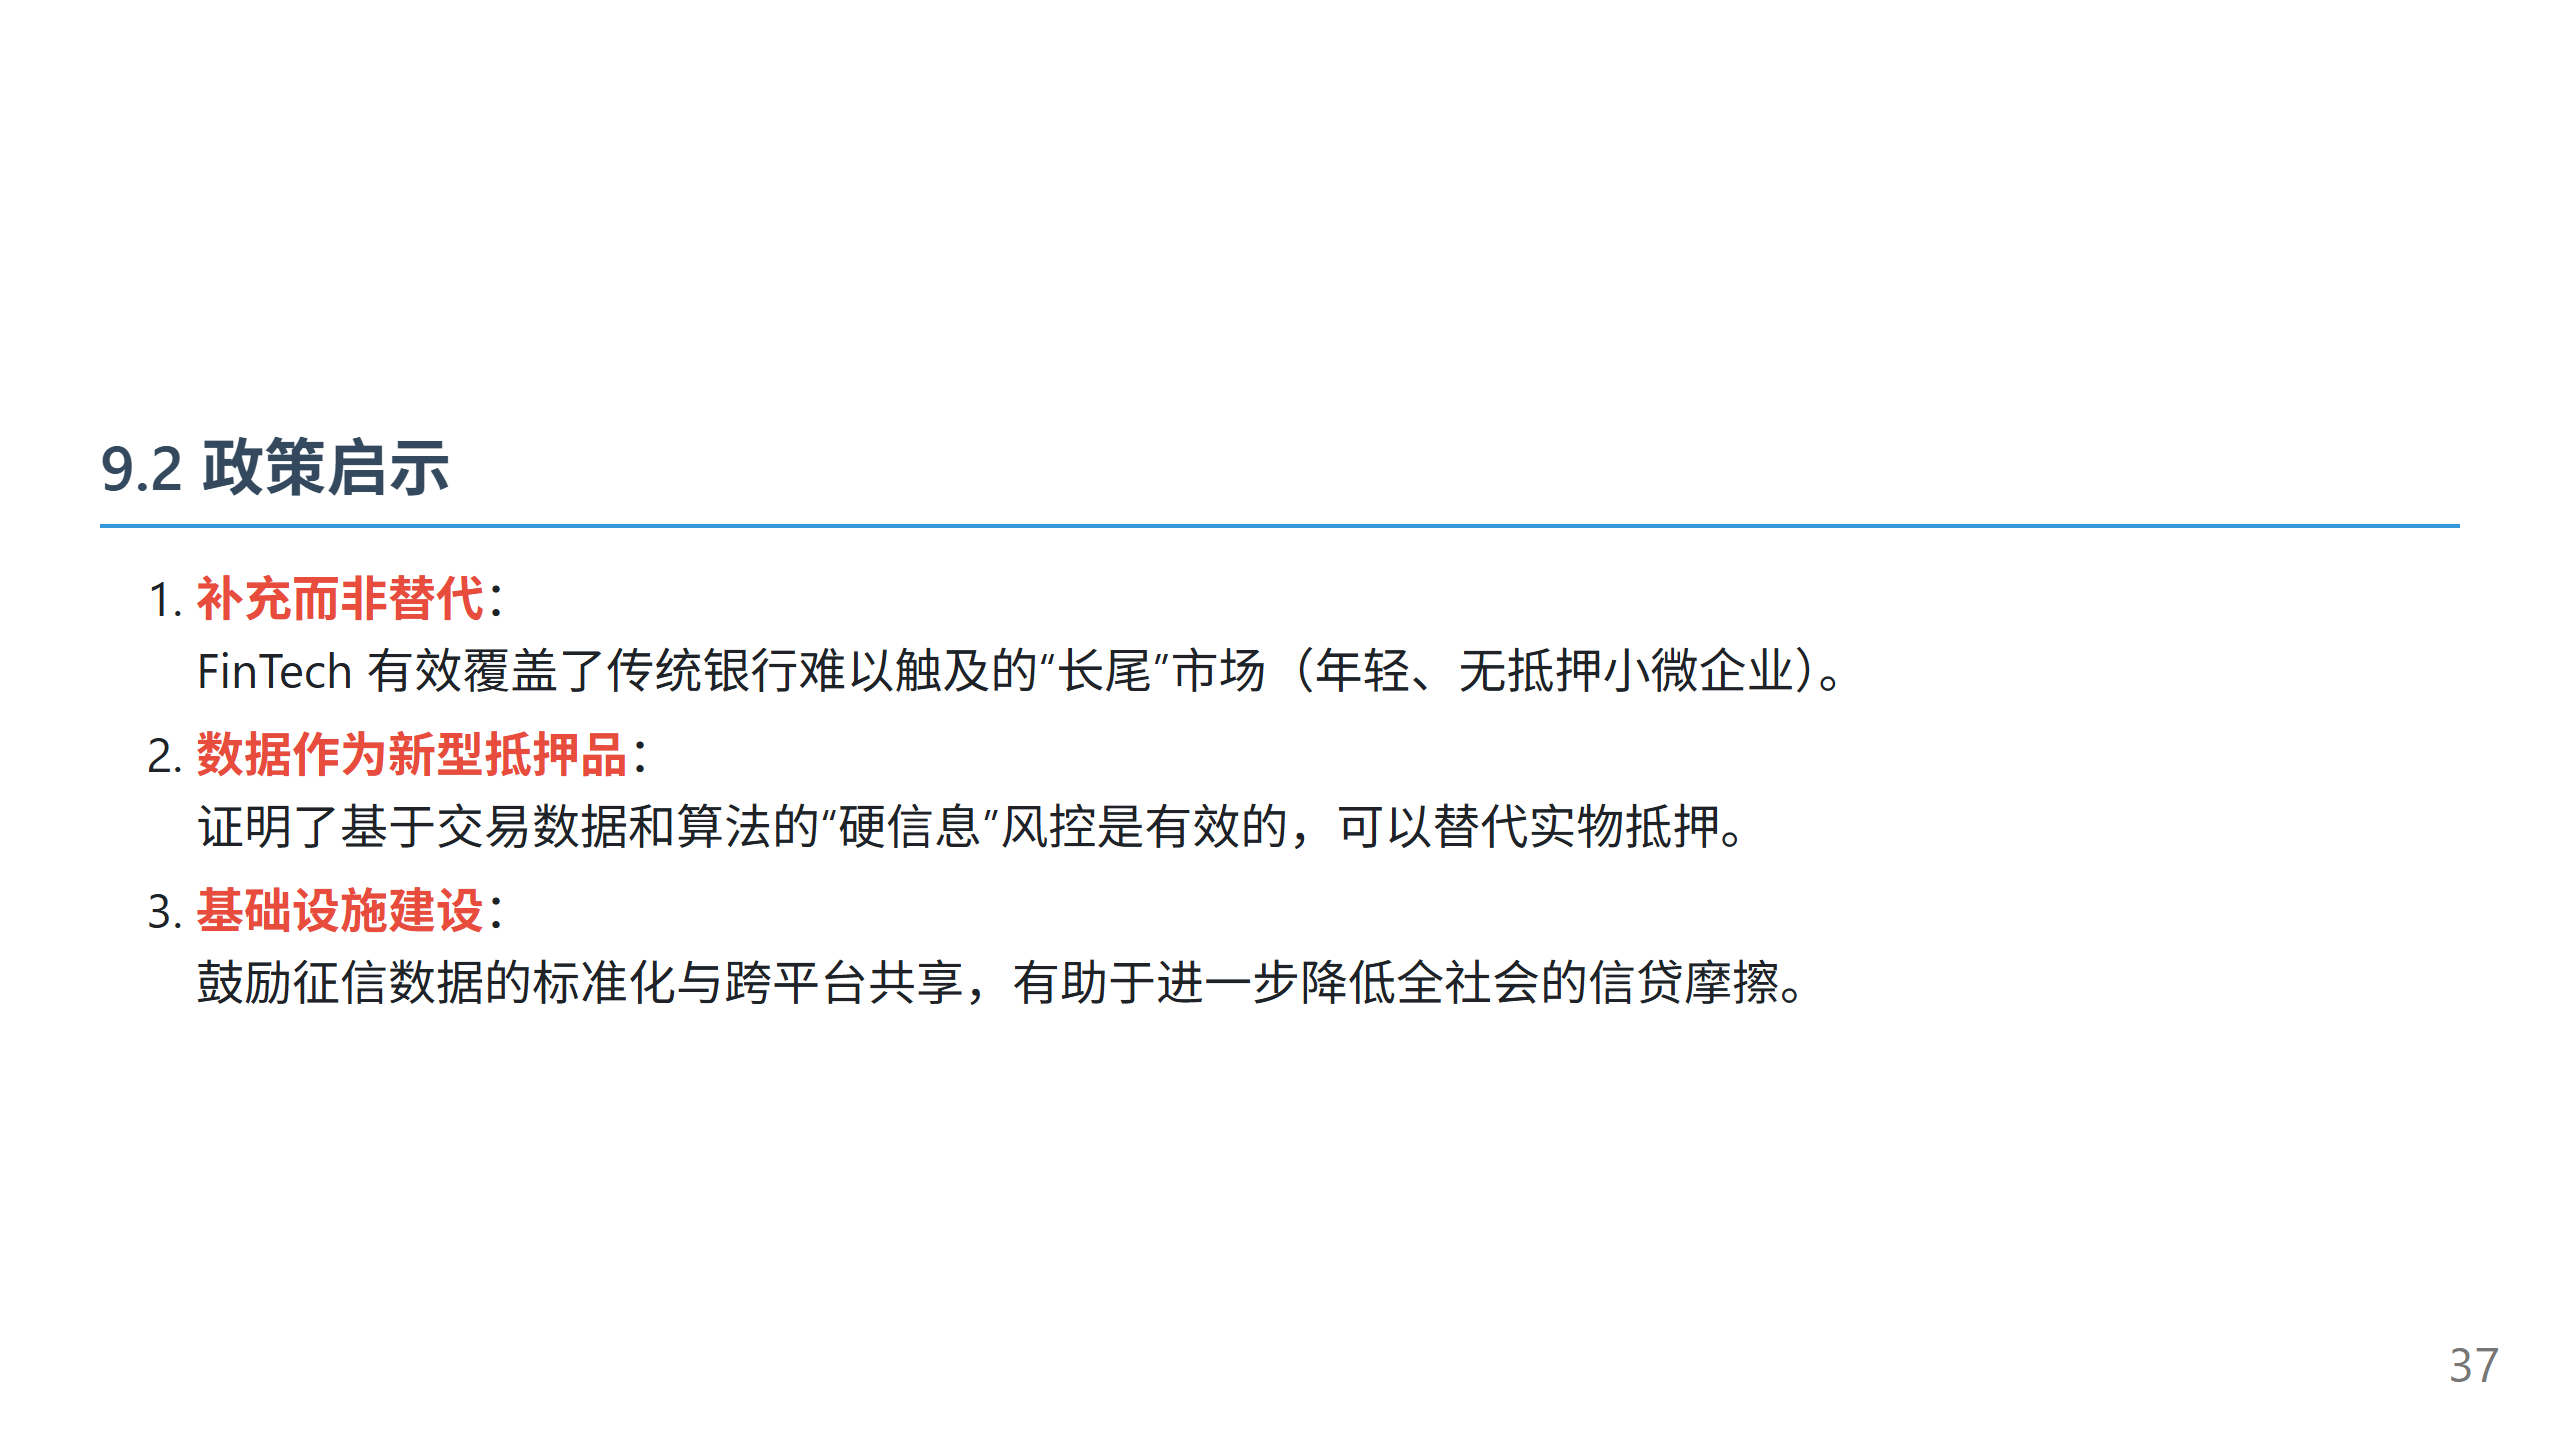 9.2 政策启示
1. 补充而非替代：
FinTech 有效覆盖了传统银行难以触及的“长尾”市场（年轻、无抵押小微企业）。
2. 数据作为新型抵押品：
证明了基于交易数据和算法的“硬信息”风控是有效的，可以替代实物抵押。
3. 基础设施建设：
鼓励征信数据的标准化与跨平台共享，有助于进一步降低全社会的信贷摩擦。
37